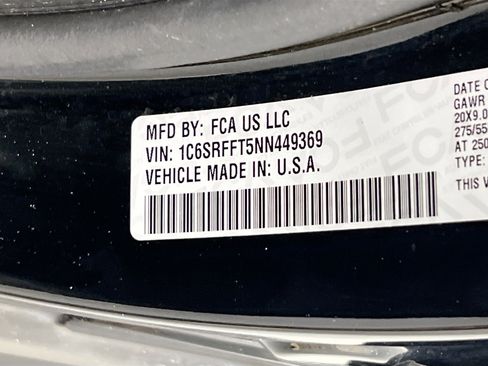 MFD BY: FCA US LLC
VIN: 1C6SRFFT5NN449369
VEHICLE MADE IN: U.S.A.
DATE O
GAWR
20X9.0
275/55
AT 250
TYPE:
THIS V